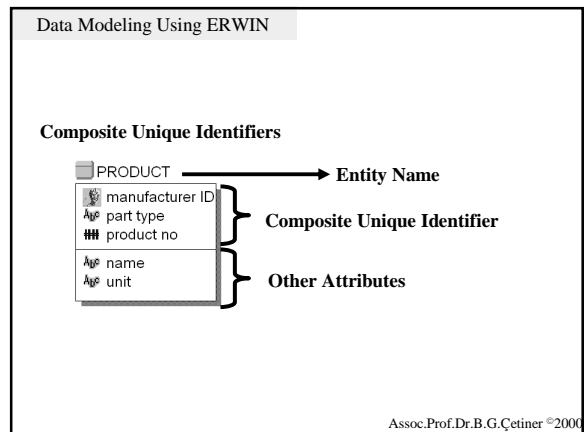 Data Modeling Using ERWIN
Composite Unique Identifiers
PRODUCT
Entity Name
manufacturer ID
part type
product no
Composite Unique Identifier
name
unit
Other Attributes
Assoc.Prof.Dr.B.G.Çetiner ©2000